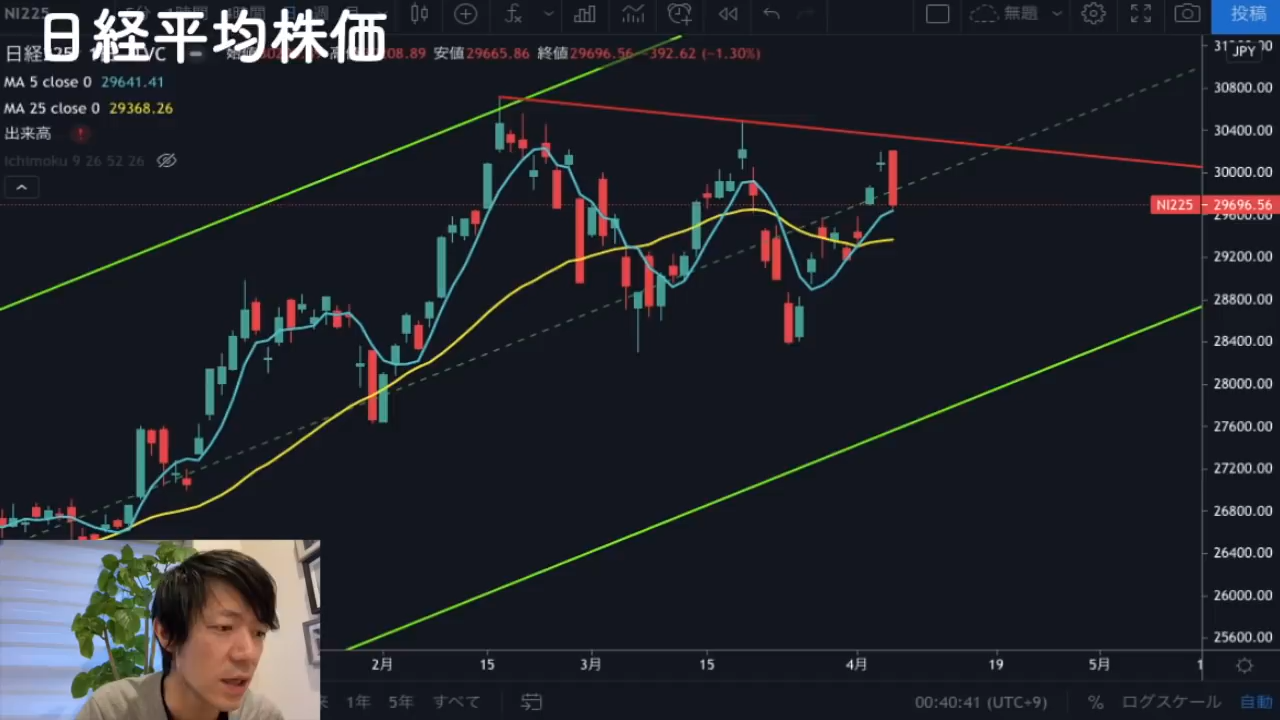 NI225
無題
投稿
日経平均株価
安値29665.86 終値29696.56 −392.62 (−1.30%)
JPY
MA 5 close 0 29641.41
MA 25 close 0 29368.26
出来高
Ichimoku 9 26 52 26
30800.00
30400.00
30000.00
NI225 29696.56
29600.00
29200.00
28800.00
28400.00
28000.00
27600.00
27200.00
26800.00
26400.00
26000.00
25600.00
2月 15 3月 15 4月 19 5月 1
1年 5年 すべて 00:40:41 (UTC+9) % ログスケール 自動